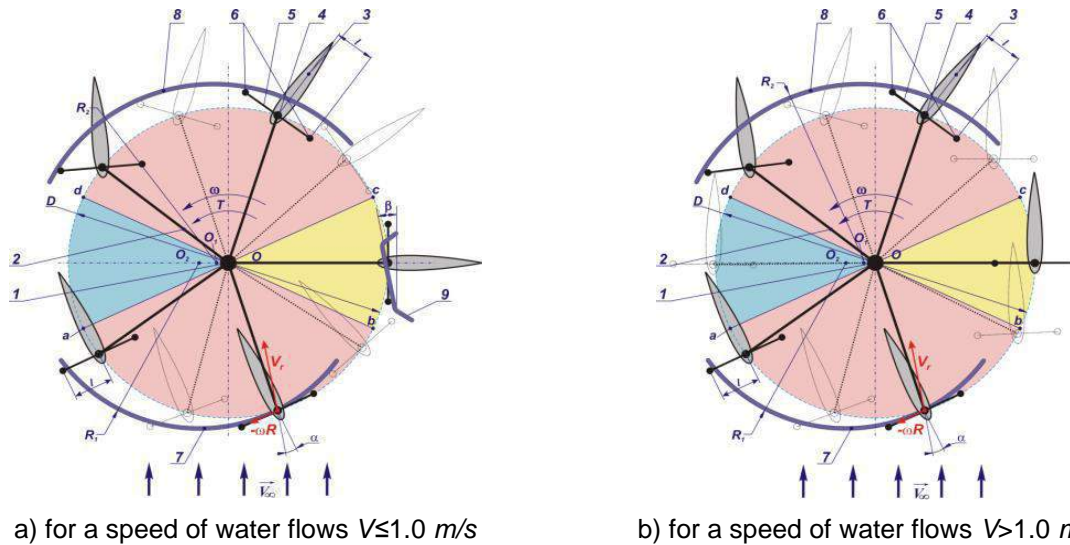 8 6 5 4 3
l
R₂
d
c
D
ω
T
β
O₁
O₂
O
2
1
9
a
b
l
Vᵣ
-ωR
α
R₁
7
V∞
8 6 5 4 3
l
R₂
d
c
D
ω
T
O₁
O₂
O
2
1
a
b
l
Vᵣ
-ωR
α
R₁
7
V∞
a) for a speed of water flows V≤1.0 m/s
b) for a speed of water flows V>1.0